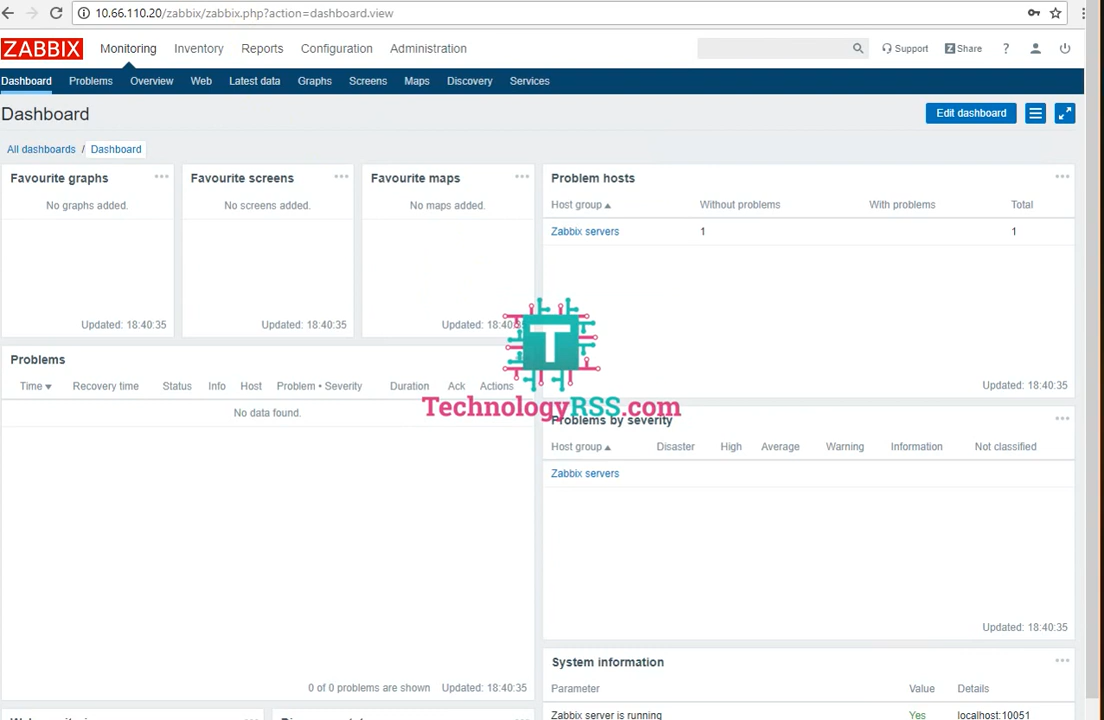 10.66.110.20/zabbix/zabbix.php?action=dashboard.view
ZABBIX Monitoring Inventory Reports Configuration Administration Support Z Share ?
Dashboard Problems Overview Web Latest data Graphs Screens Maps Discovery Services
Dashboard Edit dashboard
All dashboards / Dashboard
Favourite graphs
No graphs added.
Updated: 18:40:35
Favourite screens
No screens added.
Updated: 18:40:35
Favourite maps
No maps added.
Updated: 18:40:35
Problem hosts
Host group Without problems With problems Total
Zabbix servers 1 1
Updated: 18:40:35
T
TechnologyRSS.com
Problems
Time Recovery time Status Info Host Problem • Severity Duration Ack Actions
No data found.
0 of 0 problems are shown Updated: 18:40:35
Problems by severity
Host group Disaster High Average Warning Information Not classified
Zabbix servers
Updated: 18:40:35
System information
Parameter Value Details
Zabbix server is running Yes localhost:10051